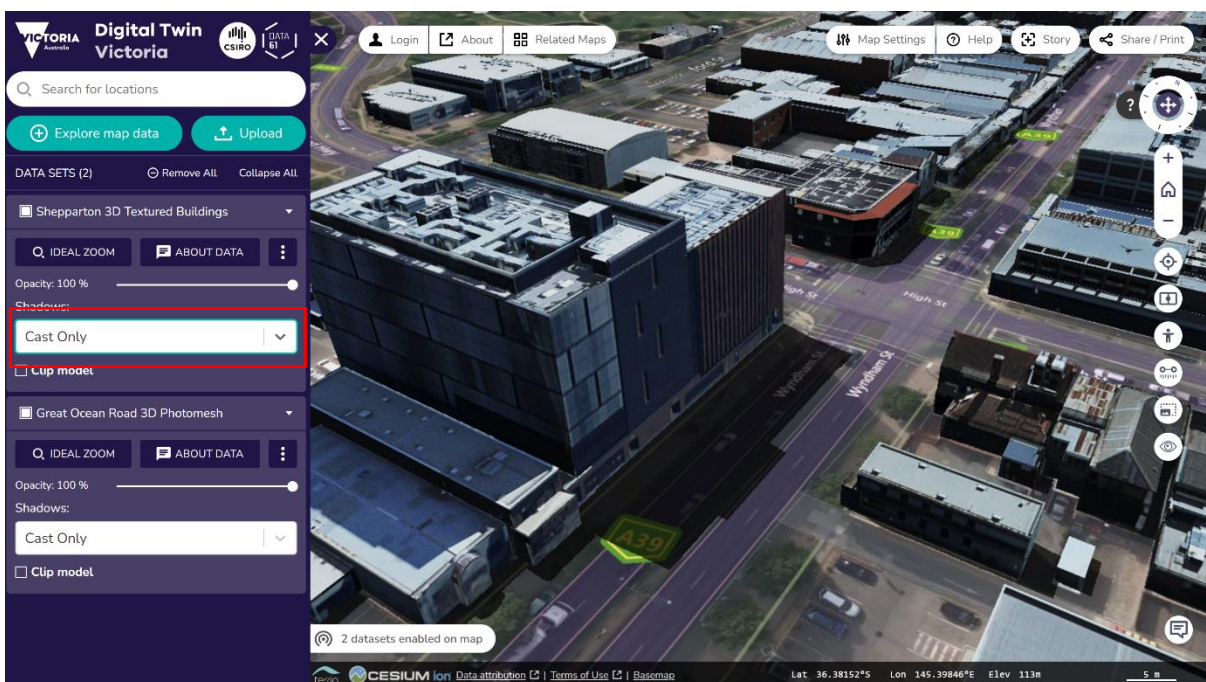 VICTORIA
Australia
Digital Twin
Victoria
CSIRO
DATA
61
Search for locations
Explore map data
Upload
DATA SETS (2)
Remove All
Collapse All
Shepparton 3D Textured Buildings
IDEAL ZOOM
ABOUT DATA
Opacity: 100 %
Shadows:
Cast Only
Clip model
Great Ocean Road 3D Photomesh
IDEAL ZOOM
ABOUT DATA
Opacity: 100 %
Shadows:
Cast Only
Clip model
Login
About
Related Maps
Map Settings
Help
Story
Share / Print
?
N
A39
A39
High St
High St
Wyndham St
Wyndham St
A39
2 datasets enabled on map
CESIUM ion Data attribution | Terms of Use | Basemap
Lat 36.38152°S Lon 145.39846°E Elev 113m
5 m